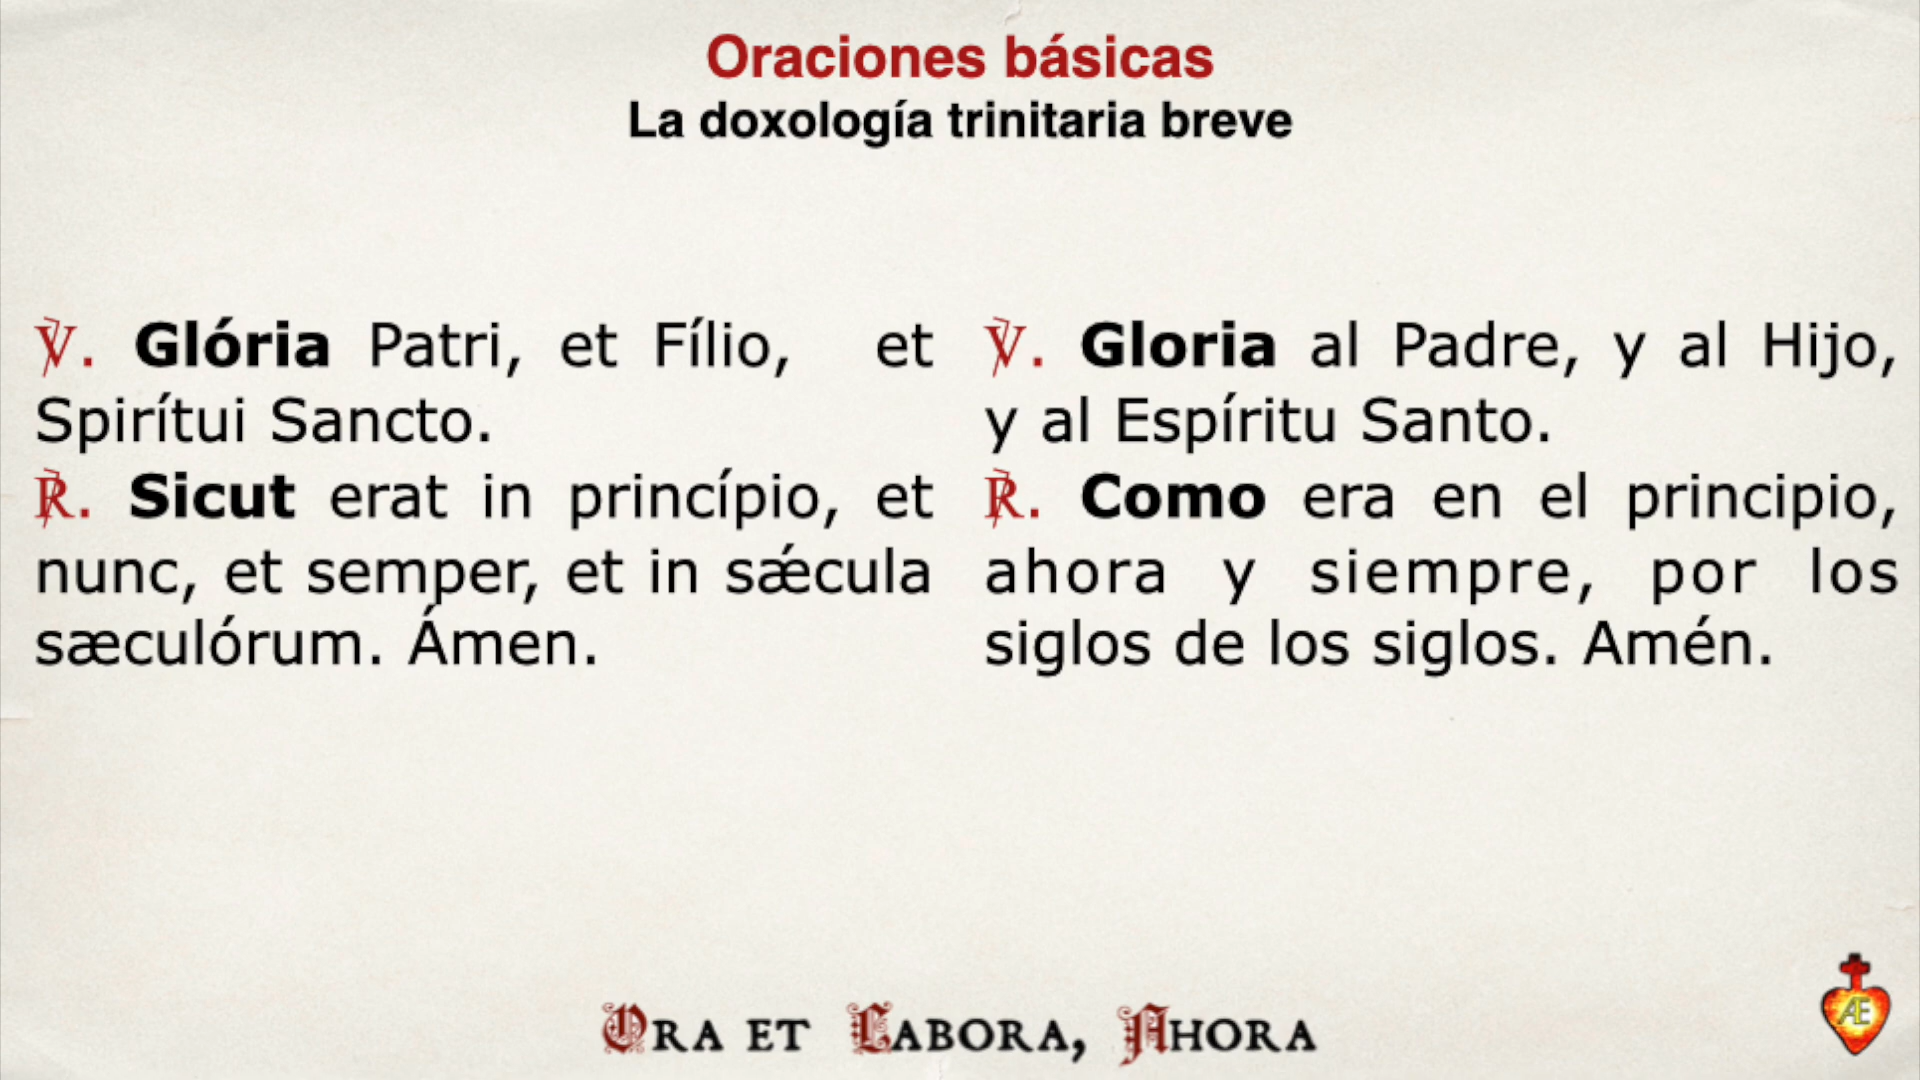 Oraciones básicas
La doxología trinitaria breve
℣. Glória Patri, et Fílio, et
Spirítui Sancto.
℟. Sicut erat in princípio, et
nunc, et semper, et in sǽcula
sæculórum. Ámen.
℣. Gloria al Padre, y al Hijo,
y al Espíritu Santo.
℟. Como era en el principio,
ahora y siempre, por los
siglos de los siglos. Amén.
Ora et Labora, Ahora
Æ